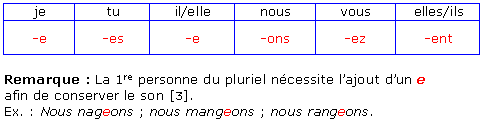 je tu il/elle nous vous elles/ils
-e -es -e -ons -ez -ent
Remarque : La 1re personne du pluriel nécessite l'ajout d'un e
afin de conserver le son [3].
Ex. : Nous nageons ; nous mangeons ; nous rangeons.